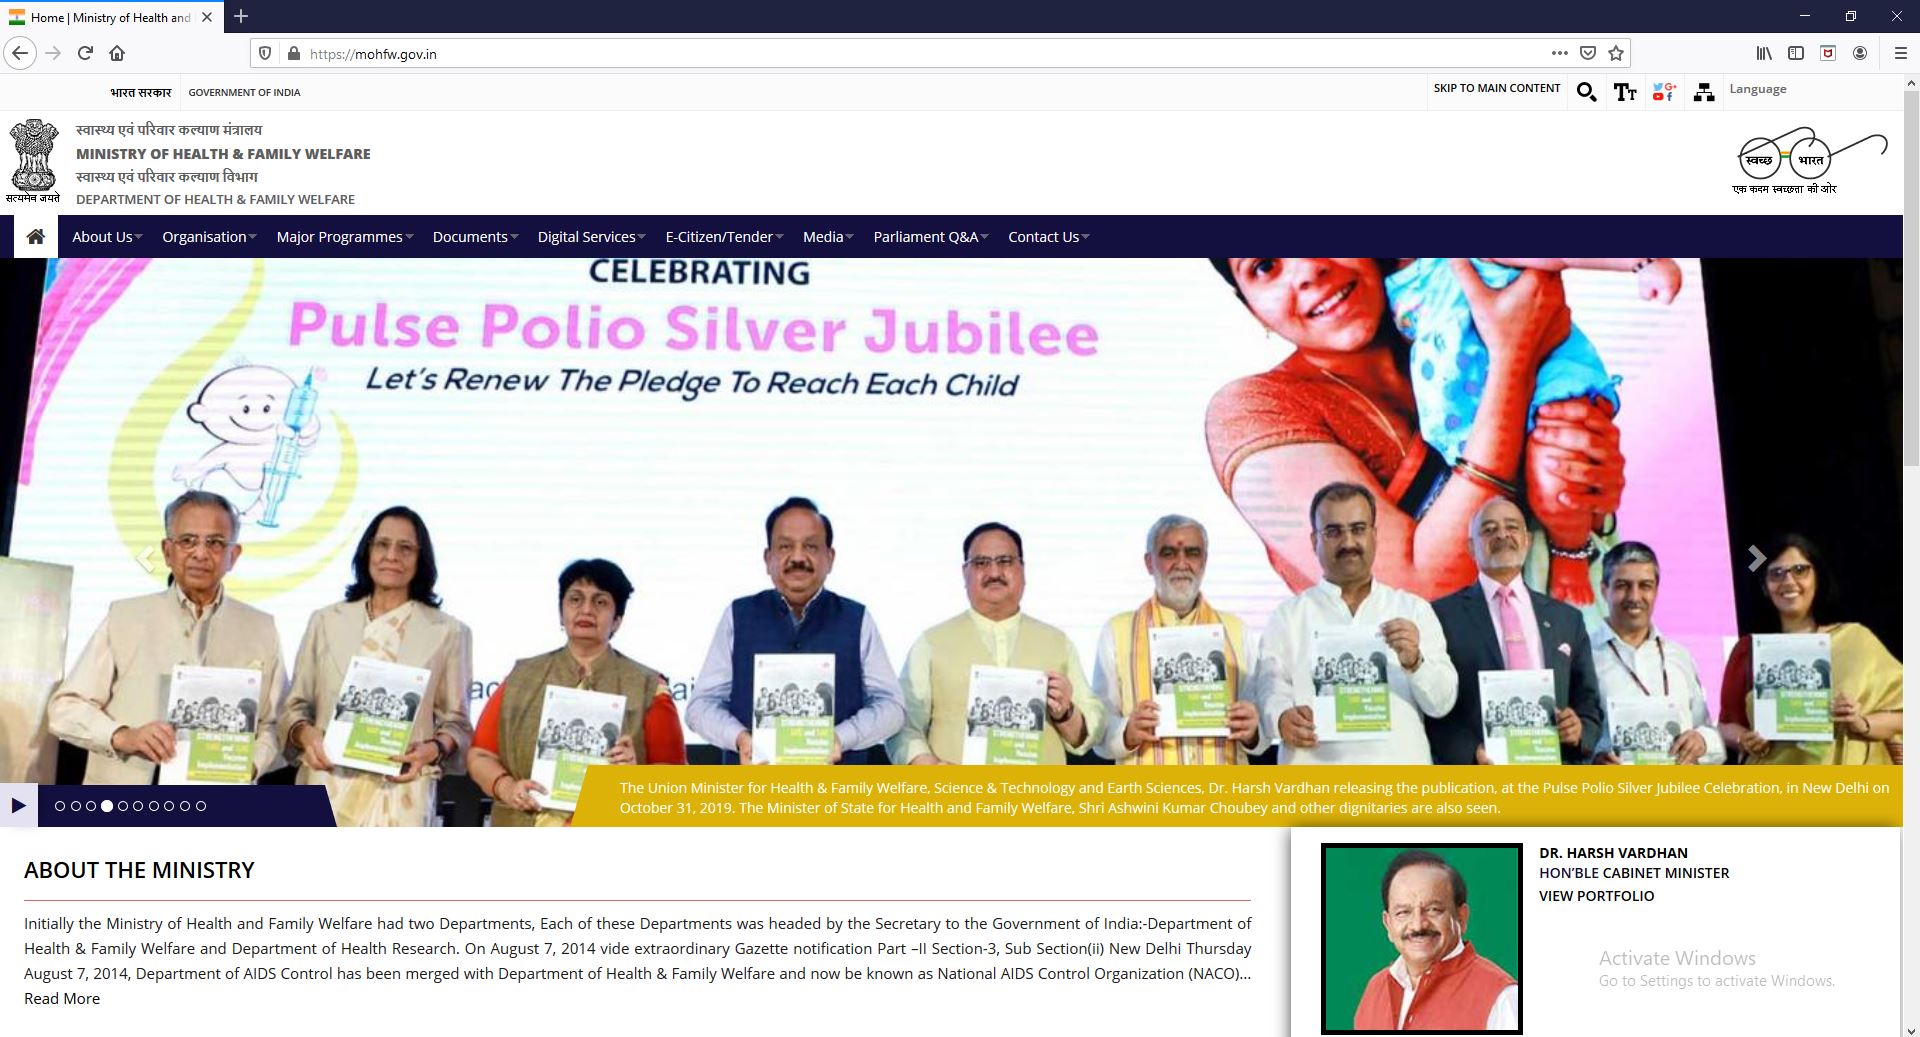 Home | Ministry of Health and
https://mohfw.gov.in
भारत सरकार GOVERNMENT OF INDIA
SKIP TO MAIN CONTENT
Language
स्वास्थ्य एवं परिवार कल्याण मंत्रालय
MINISTRY OF HEALTH & FAMILY WELFARE
स्वास्थ्य एवं परिवार कल्याण विभाग
DEPARTMENT OF HEALTH & FAMILY WELFARE
सत्यमेव जयते
स्वच्छ भारत
एक कदम स्वच्छता की ओर
About Us Organisation Major Programmes Documents Digital Services E-Citizen/Tender Media Parliament Q&A Contact Us
CELEBRATING
Pulse Polio Silver Jubilee
Let's Renew The Pledge To Reach Each Child
The Union Minister for Health & Family Welfare, Science & Technology and Earth Sciences, Dr. Harsh Vardhan releasing the publication, at the Pulse Polio Silver Jubilee Celebration, in New Delhi on
October 31, 2019. The Minister of State for Health and Family Welfare, Shri Ashwini Kumar Choubey and other dignitaries are also seen.
ABOUT THE MINISTRY
Initially the Ministry of Health and Family Welfare had two Departments, Each of these Departments was headed by the Secretary to the Government of India:-Department of
Health & Family Welfare and Department of Health Research. On August 7, 2014 vide extraordinary Gazette notification Part –II Section-3, Sub Section(ii) New Delhi Thursday
August 7, 2014, Department of AIDS Control has been merged with Department of Health & Family Welfare and now be known as National AIDS Control Organization (NACO)...
Read More
DR. HARSH VARDHAN
HON'BLE CABINET MINISTER
VIEW PORTFOLIO
Activate Windows
Go to Settings to activate Windows.